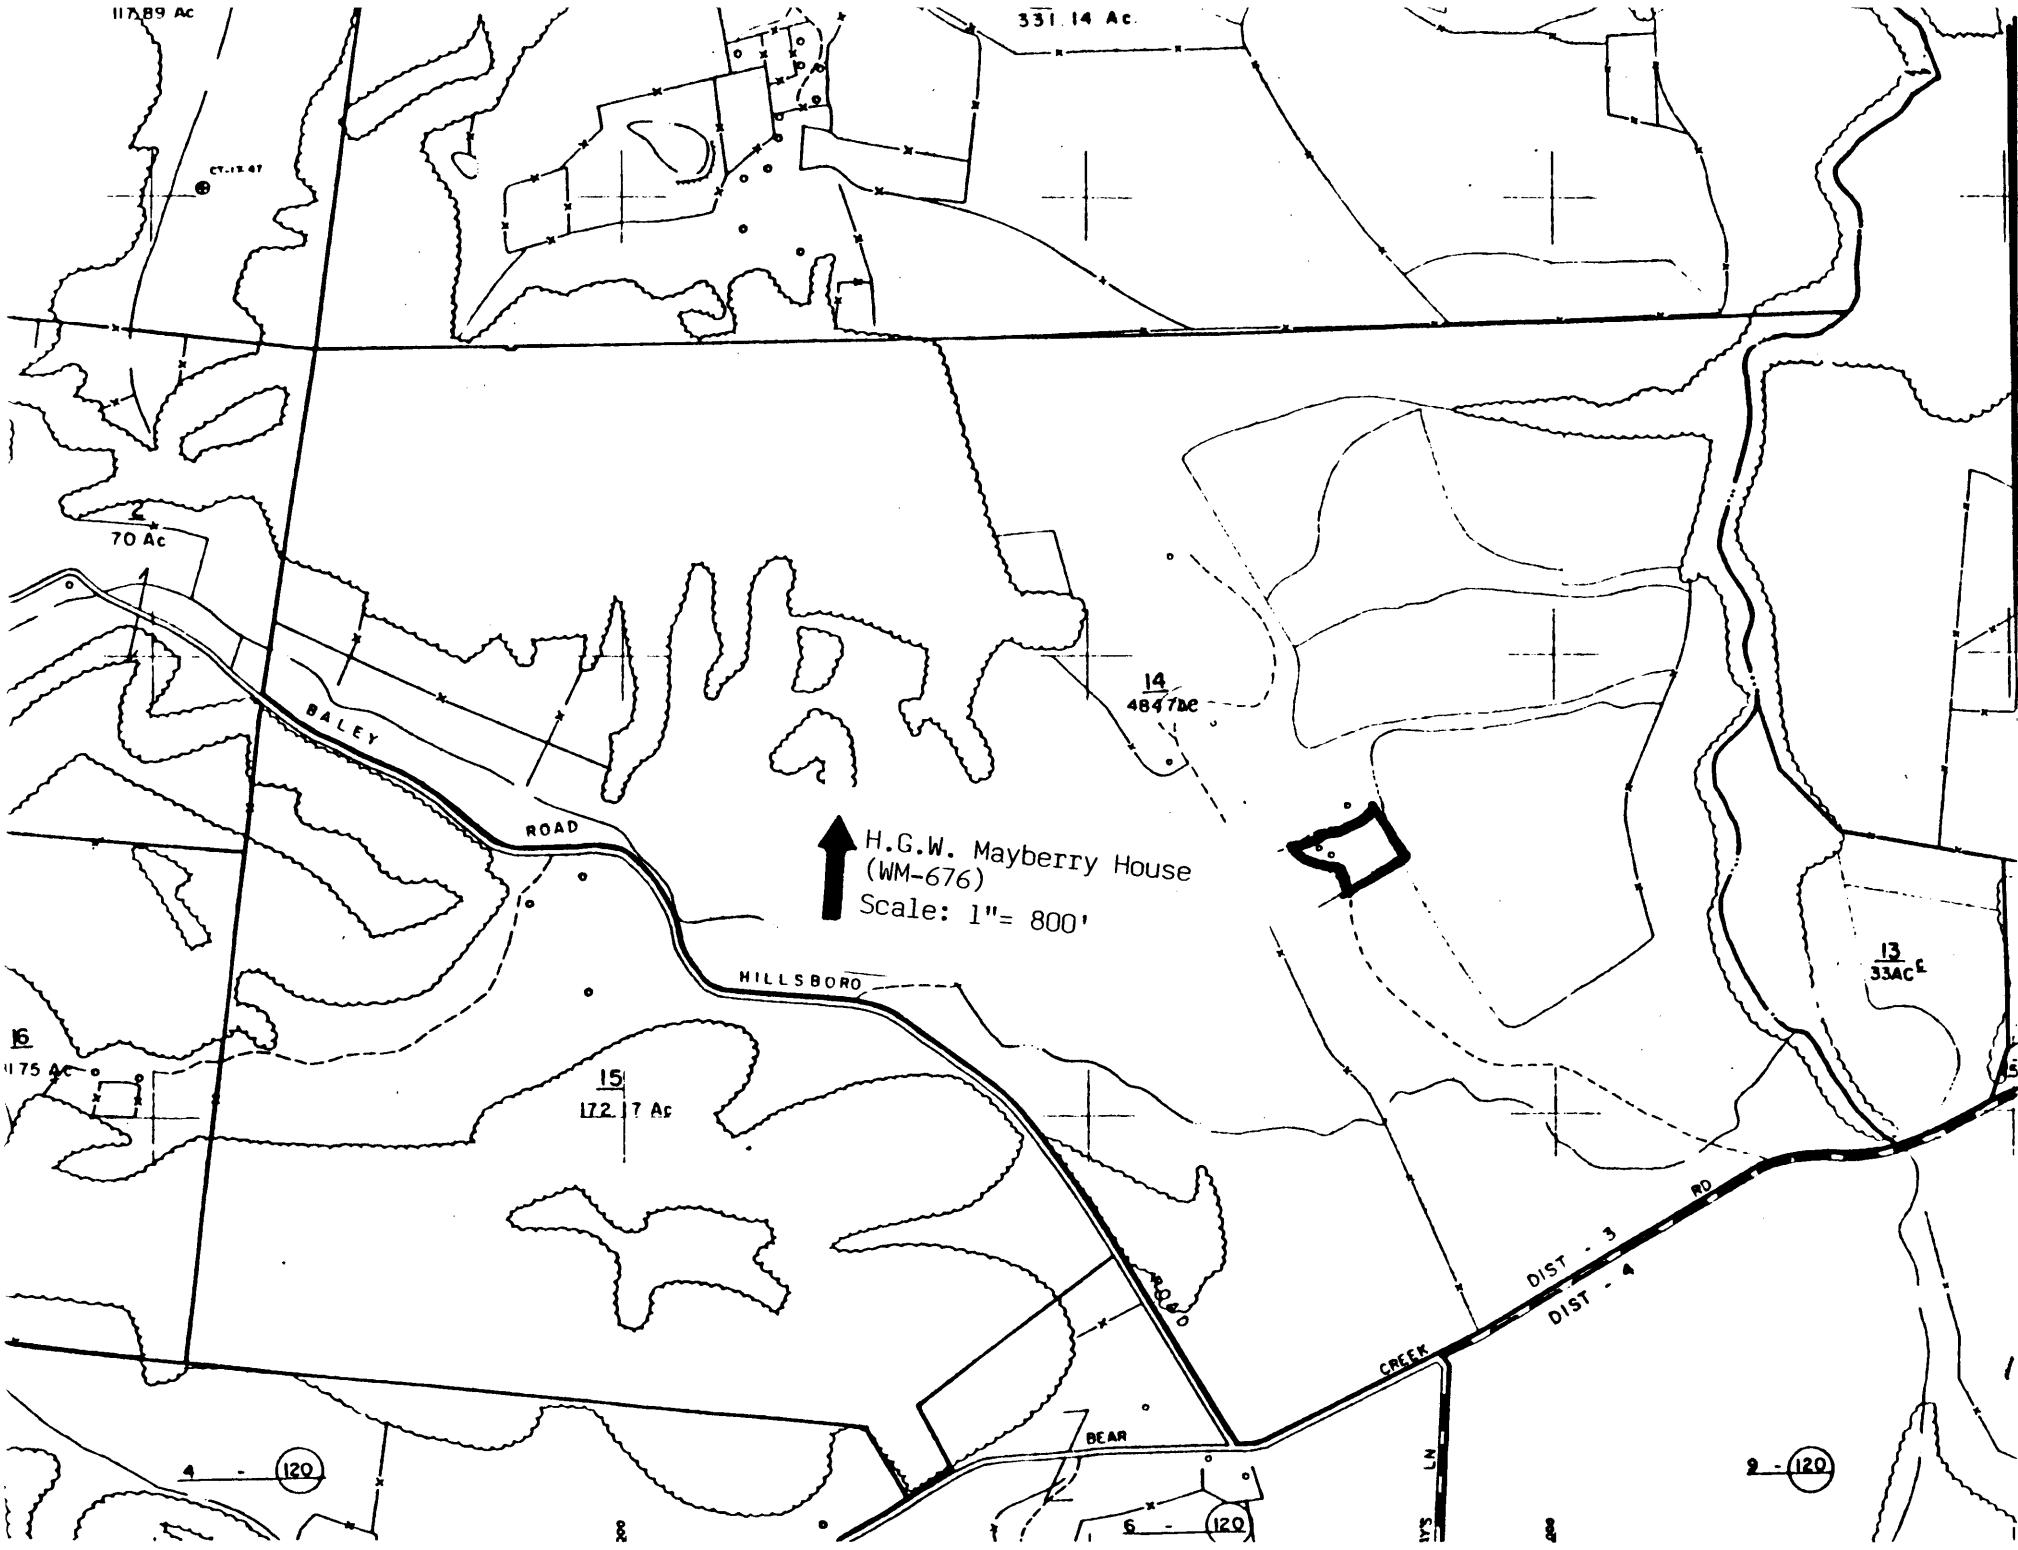 117.89 Ac
331.14 Ac.
2
70 Ac
BALEY
ROAD
14
H.G.W. Mayberry House
(WM-676)
Scale: 1"= 800'
HILLSBORO
13
33AC C
16
15
172.17 Ac
ROAD
RD
DIST - 3
DIST - 4
CREEK
BEAR
LN
4 - 120
6 - 120
9 - 120